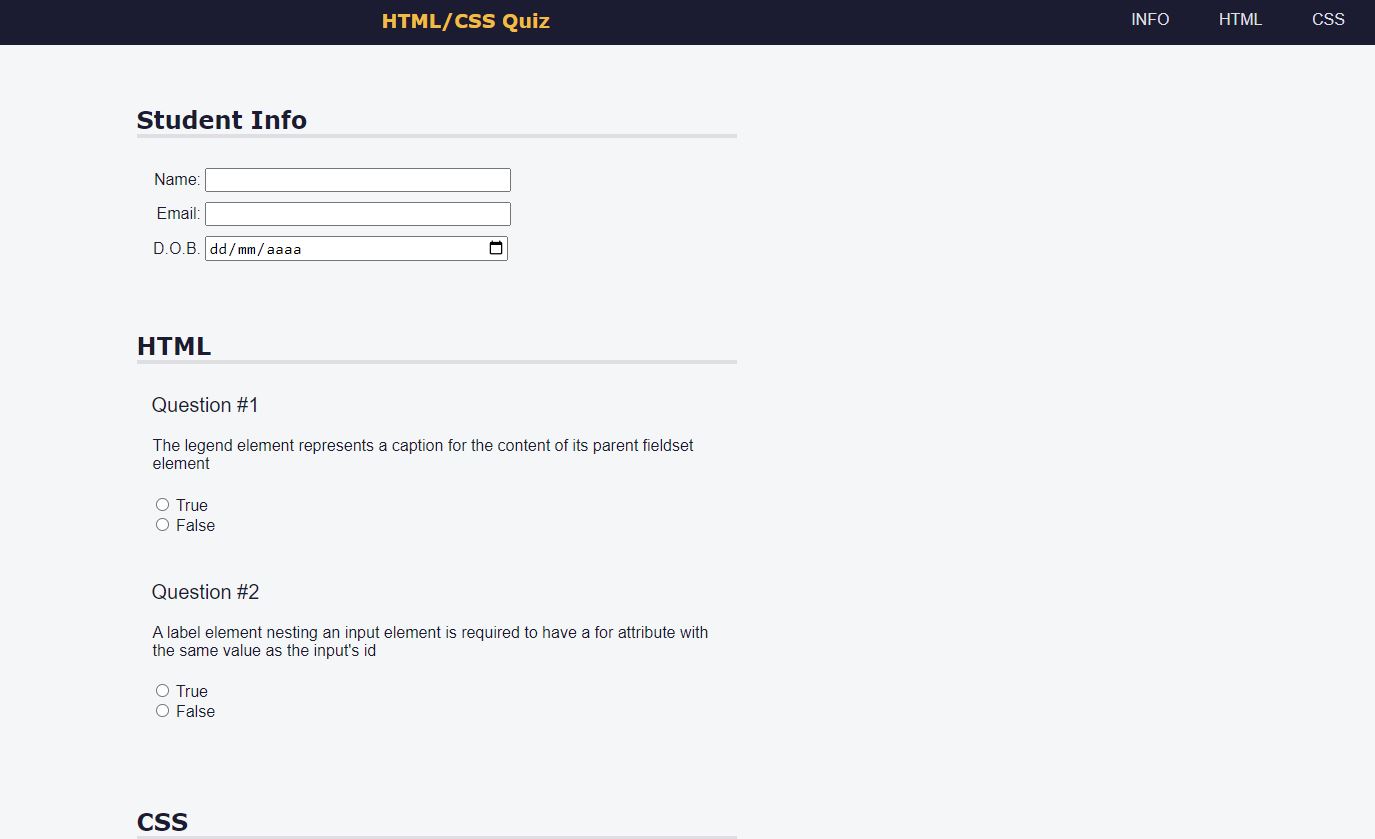 HTML/CSS Quiz
INFO
HTML
CSS
Student Info
Name:
Email:
D.O.B. dd/mm/aaaa
HTML
Question #1
The legend element represents a caption for the content of its parent fieldset
element
True
False
Question #2
A label element nesting an input element is required to have a for attribute with
the same value as the input's id
True
False
CSS